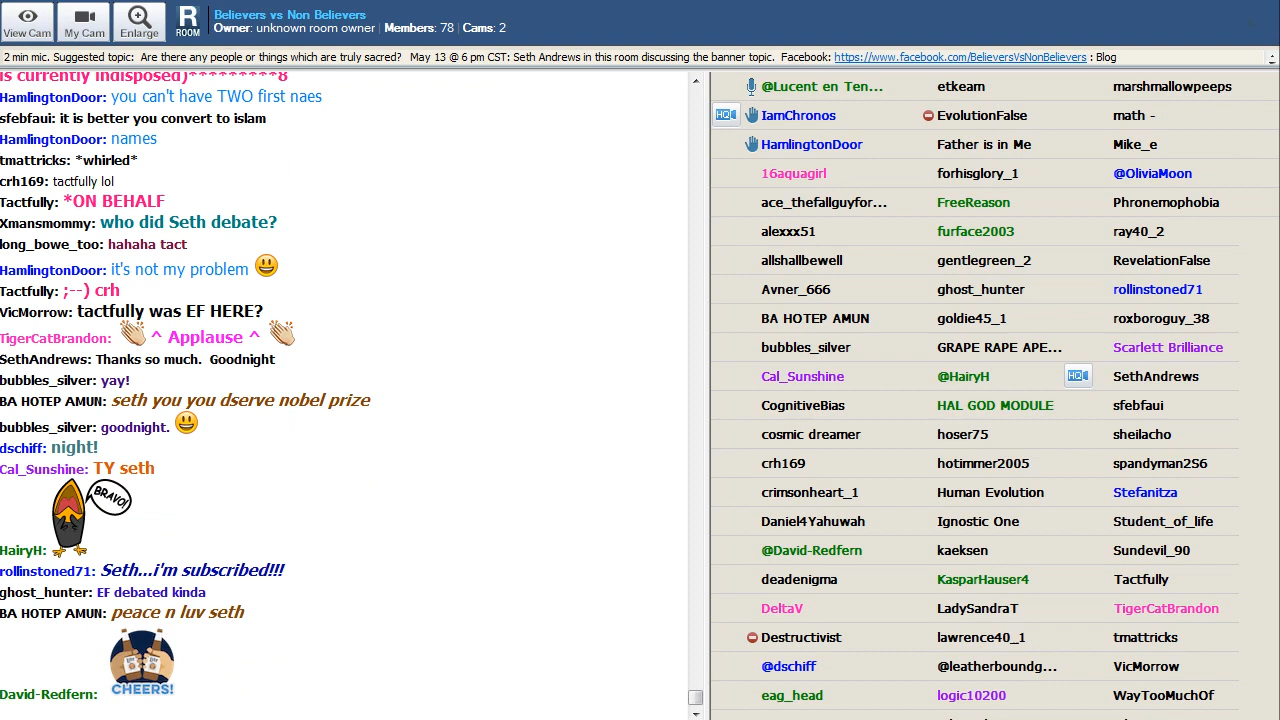 View Cam
My Cam
Enlarge
R
ROOM
Believers vs Non Believers
Owner: unknown room owner | Members: 78 | Cams: 2
2 min mic. Suggested topic: Are there any people or things which are truly sacred? May 13 @ 6 pm CST: Seth Andrews in this room discussing the banner topic. Facebook: https://www.facebook.com/BelieversVsNonBelievers : Blog
is currently indisposed)*********8
HamlingtonDoor: you can't have TWO first naes
sfebfaui: it is better you convert to islam
HamlingtonDoor: names
tmattricks: *whirled*
crh169: tactfully lol
Tactfully: *ON BEHALF
Xmansmommy: who did Seth debate?
long_bowe_too: hahaha tact
HamlingtonDoor: it's not my problem
Tactfully: ;--) crh
VicMorrow: tactfully was EF HERE?
TigerCatBrandon: ^ Applause ^
SethAndrews: Thanks so much. Goodnight
bubbles_silver: yay!
BA HOTEP AMUN: seth you you dserve nobel prize
bubbles_silver: goodnight.
dschiff: night!
Cal_Sunshine: TY seth
BRAVO!
HairyH:
rollinstoned71: Seth...i'm subscribed!!!
ghost_hunter: EF debated kinda
BA HOTEP AMUN: peace n luv seth
CHEERS!
David-Redfern:
@Lucent en Ten... etkeam marshmallowpeeps
HQ IamChronos EvolutionFalse math -
HamlingtonDoor Father is in Me Mike_e
16aquagirl forhisglory_1 @OliviaMoon
ace_thefallguyfor... FreeReason Phronemophobia
alexxx51 furface2003 ray40_2
allshallbewell gentlegreen_2 RevelationFalse
Avner_666 ghost_hunter rollinstoned71
BA HOTEP AMUN goldie45_1 roxboroguy_38
bubbles_silver GRAPE RAPE APE... Scarlett Brilliance
Cal_Sunshine @HairyH HQ SethAndrews
CognitiveBias HAL GOD MODULE sfebfaui
cosmic dreamer hoser75 sheilacho
crh169 hotimmer2005 spandyman2S6
crimsonheart_1 Human Evolution Stefanitza
Daniel4Yahuwah Ignostic One Student_of_life
@David-Redfern kaeksen Sundevil_90
deadenigma KasparHauser4 Tactfully
DeltaV LadySandraT TigerCatBrandon
Destructivist lawrence40_1 tmattricks
@dschiff @leatherboundg... VicMorrow
eag_head logic10200 WayTooMuchOf